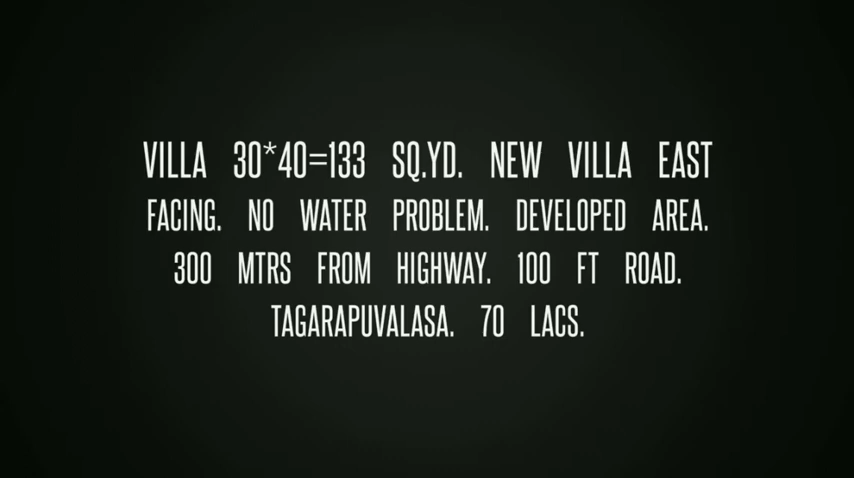 VILLA 30*40=133 SQ.YD. NEW VILLA EAST
FACING. NO WATER PROBLEM. DEVELOPED AREA.
300 MTRS FROM HIGHWAY. 100 FT ROAD.
TAGARAPUVALASA. 70 LACS.